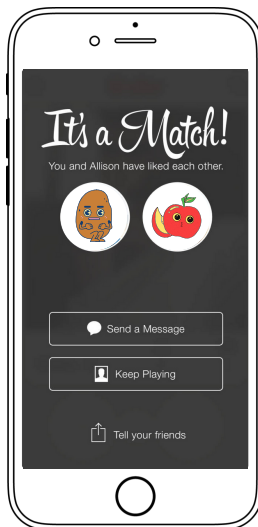 It's a Match!
You and Allison have liked each other.
Send a Message
Keep Playing
Tell your friends